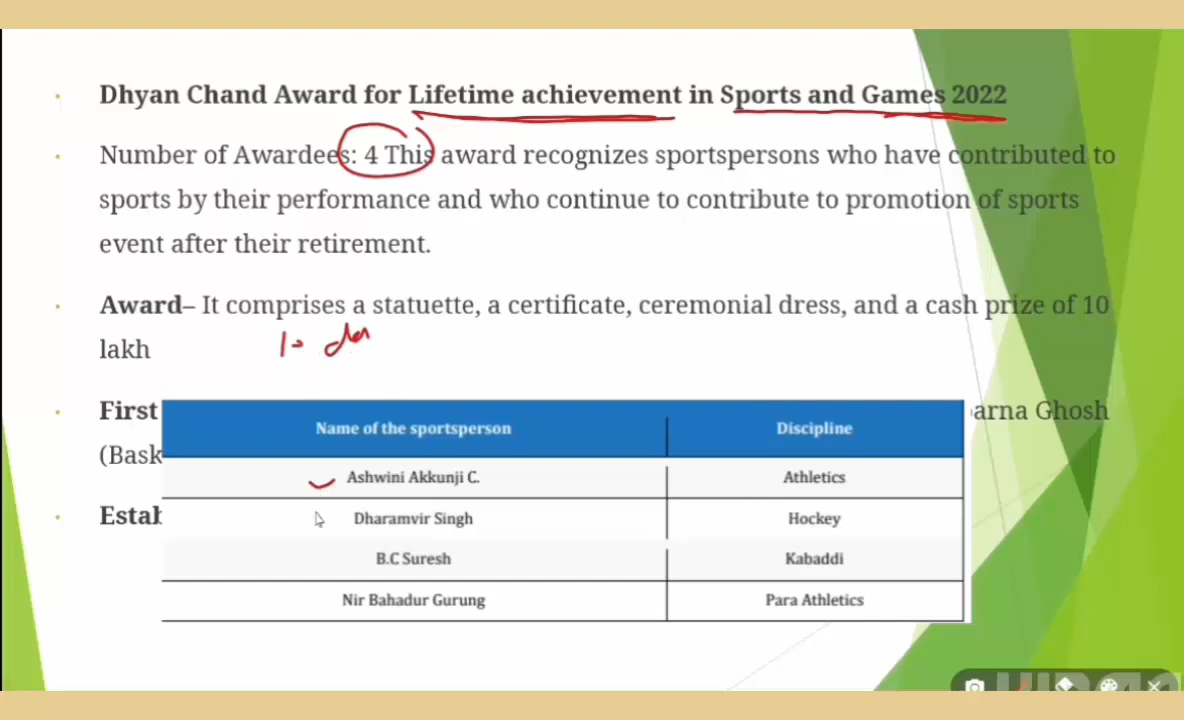 Dhyan Chand Award for Lifetime achievement in Sports and Games 2022
Number of Awardees: 4 This award recognizes sportspersons who have contributed to
sports by their performance and who continue to contribute to promotion of sports
event after their retirement.
Award– It comprises a statuette, a certificate, ceremonial dress, and a cash prize of 10
lakh
First arna Ghosh
(Bask
Estab
Name of the sportsperson Discipline
Ashwini Akkunji C. Athletics
Dharamvir Singh Hockey
B.C Suresh Kabaddi
Nir Bahadur Gurung Para Athletics